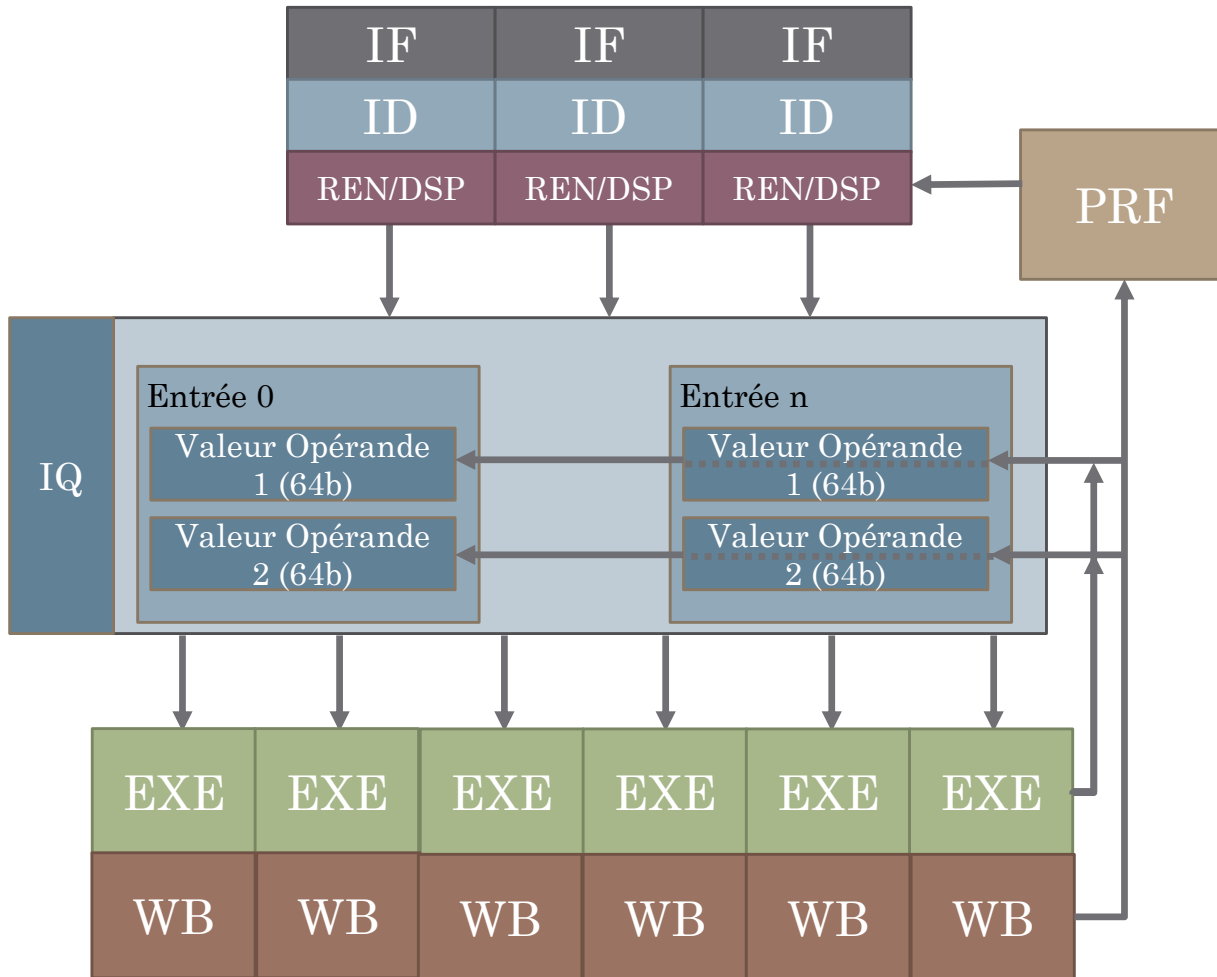 IF IF IF
ID ID ID
REN/DSP REN/DSP REN/DSP
PRF
IQ
Entrée 0
Valeur Opérande
1 (64b)
Valeur Opérande
2 (64b)
Entrée n
Valeur Opérande
1 (64b)
Valeur Opérande
2 (64b)
EXE EXE EXE EXE EXE EXE
WB WB WB WB WB WB